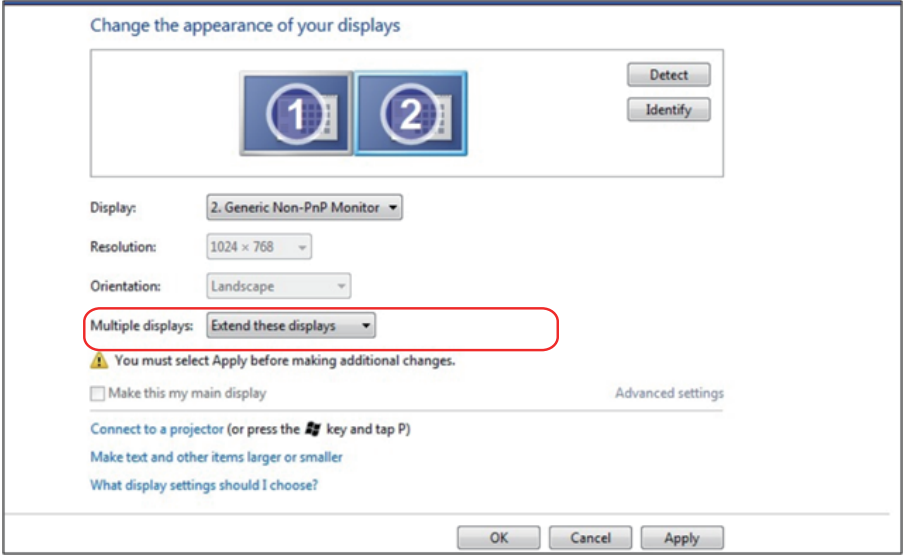 Change the appearance of your displays
1 2
Detect
Identify
Display: 2. Generic Non-PnP Monitor
Resolution: 1024 × 768
Orientation: Landscape
Multiple displays: Extend these displays
You must select Apply before making additional changes.
Make this my main display Advanced settings
Connect to a projector (or press the key and tap P)
Make text and other items larger or smaller
What display settings should I choose?
OK Cancel Apply